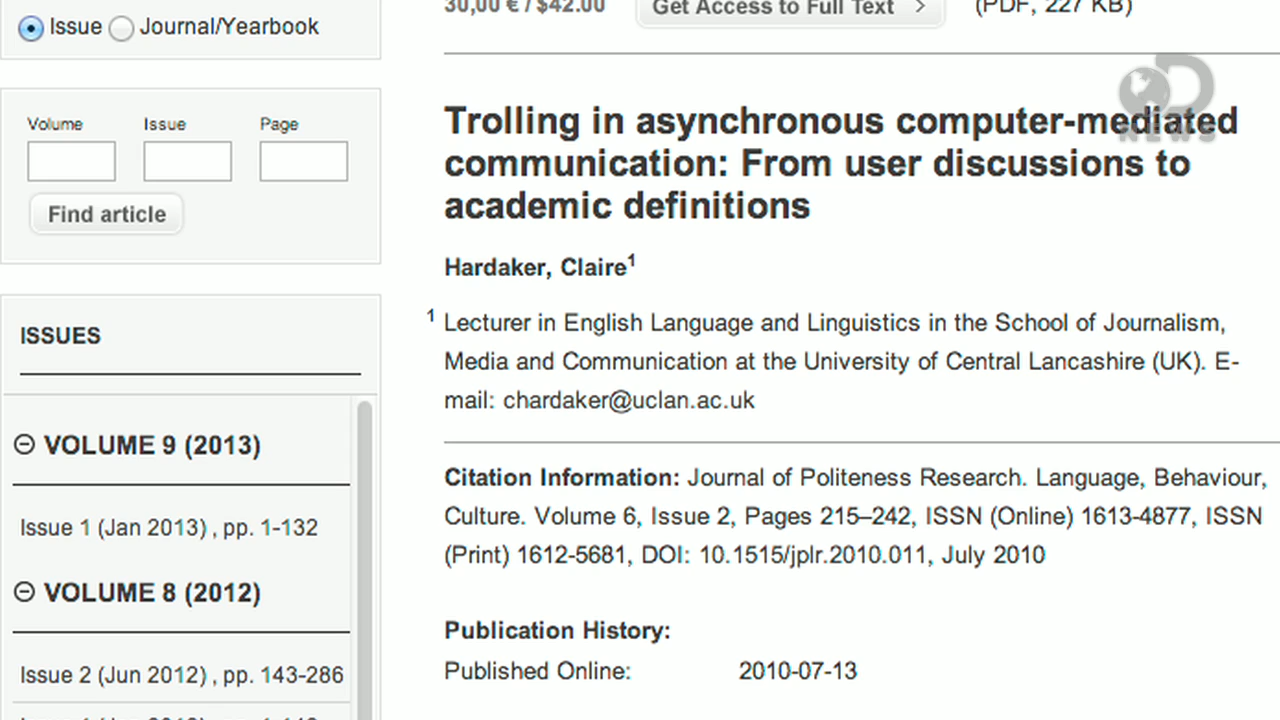 Issue Journal/Yearbook
Volume Issue Page
Find article
ISSUES
VOLUME 9 (2013)
Issue 1 (Jan 2013) , pp. 1-132
VOLUME 8 (2012)
Issue 2 (Jun 2012) , pp. 143-286
30,00 € / $42.00 Get Access to Full Text (PDF, 227 KB)
D NEWS
Trolling in asynchronous computer-mediated
communication: From user discussions to
academic definitions
Hardaker, Claire1
1 Lecturer in English Language and Linguistics in the School of Journalism,
Media and Communication at the University of Central Lancashire (UK). E-
mail: chardaker@uclan.ac.uk
Citation Information: Journal of Politeness Research. Language, Behaviour,
Culture. Volume 6, Issue 2, Pages 215–242, ISSN (Online) 1613-4877, ISSN
(Print) 1612-5681, DOI: 10.1515/jplr.2010.011, July 2010
Publication History:
Published Online: 2010-07-13